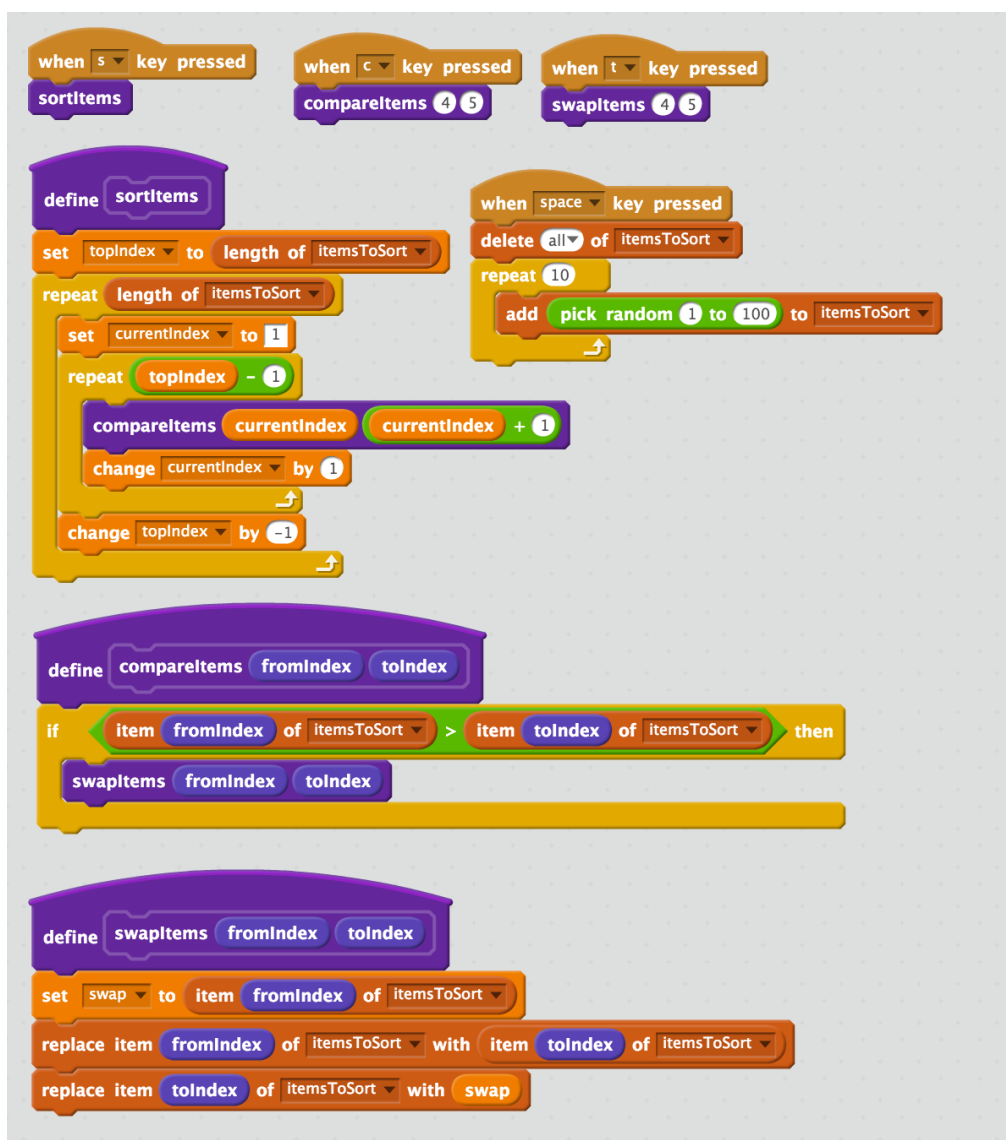 when s key pressed
sortItems
when c key pressed
compareItems 4 5
when t key pressed
swapItems 4 5
define sortItems
set topIndex to length of itemsToSort
repeat length of itemsToSort
set currentIndex to 1
repeat topIndex - 1
compareItems currentIndex currentIndex + 1
change currentIndex by 1
change topIndex by -1
when space key pressed
delete all of itemsToSort
repeat 10
add pick random 1 to 100 to itemsToSort
define compareItems fromIndex toIndex
if item fromIndex of itemsToSort > item toIndex of itemsToSort then
swapItems fromIndex toIndex
define swapItems fromIndex toIndex
set swap to item fromIndex of itemsToSort
replace item fromIndex of itemsToSort with item toIndex of itemsToSort
replace item toIndex of itemsToSort with swap